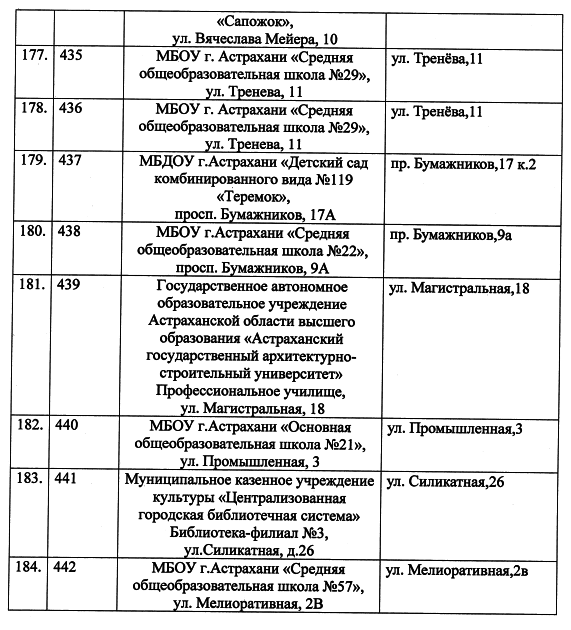 «Сапожок»,
ул. Вячеслава Мейера, 10
177. 435 МБОУ г. Астрахани «Средняя ул. Тренёва,11
общеобразовательная школа №29»,
ул. Тренева, 11
178. 436 МБОУ г. Астрахани «Средняя ул. Тренёва,11
общеобразовательная школа №29»,
ул. Тренева, 11
179. 437 МБДОУ г.Астрахани «Детский сад пр. Бумажников,17 к.2
комбинированного вида №119
«Теремок»,
просп. Бумажников, 17А
180. 438 МБОУ г. Астрахани «Средняя пр. Бумажников,9а
общеобразовательная школа №22»,
просп. Бумажников, 9А
181. 439 Государственное автономное ул. Магистральная,18
образовательное учреждение
Астраханской области высшего
образования «Астраханский
государственный архитектурно-
строительный университет»
Профессиональное училище,
ул. Магистральная, 18
182. 440 МБОУ г.Астрахани «Основная ул. Промышленная,3
общеобразовательная школа №21»,
ул. Промышленная, 3
183. 441 Муниципальное казенное учреждение ул. Силикатная,26
культуры «Централизованная
городская библиотечная система»
Библиотека-филиал №3,
ул.Силикатная, д.26
184. 442 МБОУ г.Астрахани «Средняя ул. Мелиоративная,2в
общеобразовательная школа №57»,
ул. Мелиоративная, 2В